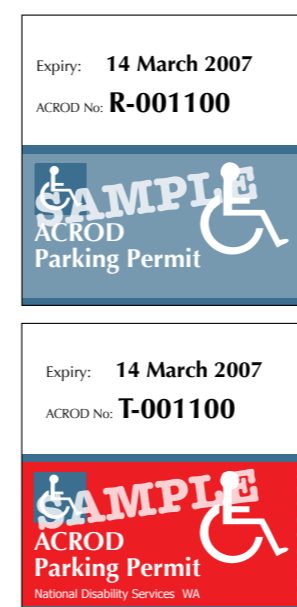 Expiry: 14 March 2007
ACROD No: R-001100
SAMPLE
ACROD
Parking Permit
Expiry: 14 March 2007
ACROD No: T-001100
SAMPLE
ACROD
Parking Permit
National Disability Services WA